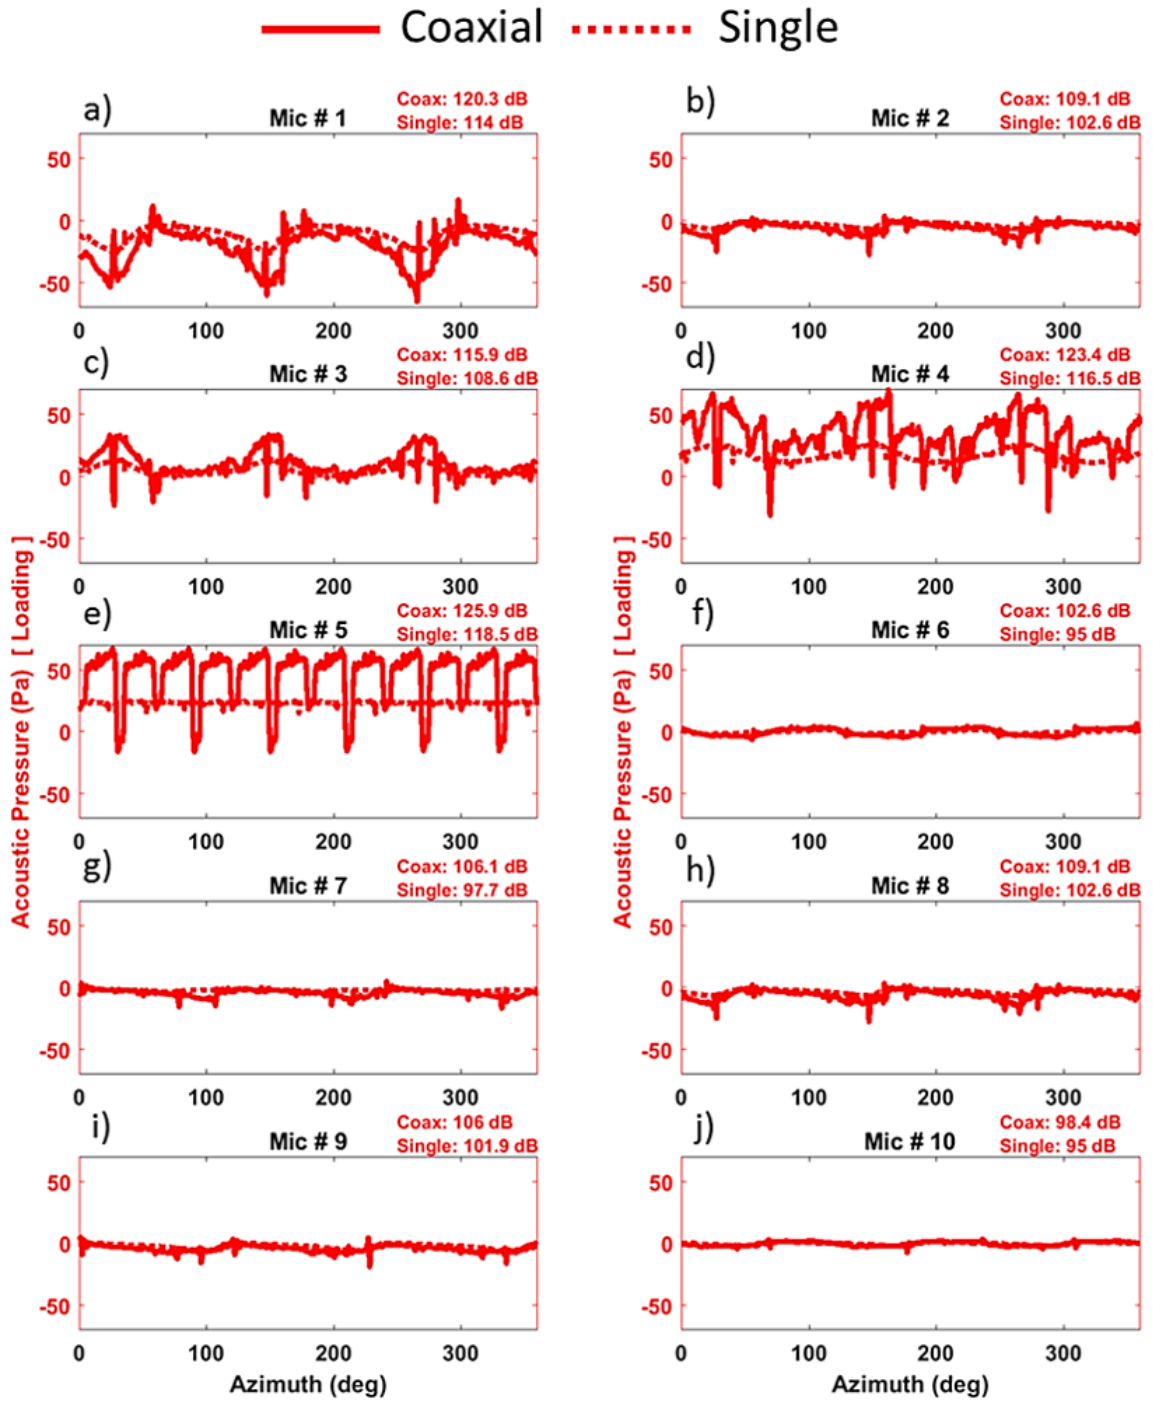 Coaxial Single
a) Mic # 1 Coax: 120.3 dB
Single: 114 dB
50
0
-50
0 100 200 300
b) Mic # 2 Coax: 109.1 dB
Single: 102.6 dB
50
0
-50
0 100 200 300
c) Mic # 3 Coax: 115.9 dB
Single: 108.6 dB
50
0
-50
0 100 200 300
d) Mic # 4 Coax: 123.4 dB
Single: 116.5 dB
50
0
-50
0 100 200 300
Acoustic Pressure (Pa) [ Loading ]
Acoustic Pressure (Pa) [ Loading ]
e) Mic # 5 Coax: 125.9 dB
Single: 118.5 dB
50
0
-50
0 100 200 300
f) Mic # 6 Coax: 102.6 dB
Single: 95 dB
50
0
-50
0 100 200 300
g) Mic # 7 Coax: 106.1 dB
Single: 97.7 dB
50
0
-50
0 100 200 300
h) Mic # 8 Coax: 109.1 dB
Single: 102.6 dB
50
0
-50
0 100 200 300
i) Mic # 9 Coax: 106 dB
Single: 101.9 dB
50
0
-50
0 100 200 300
Azimuth (deg)
j) Mic # 10 Coax: 98.4 dB
Single: 95 dB
50
0
-50
0 100 200 300
Azimuth (deg)